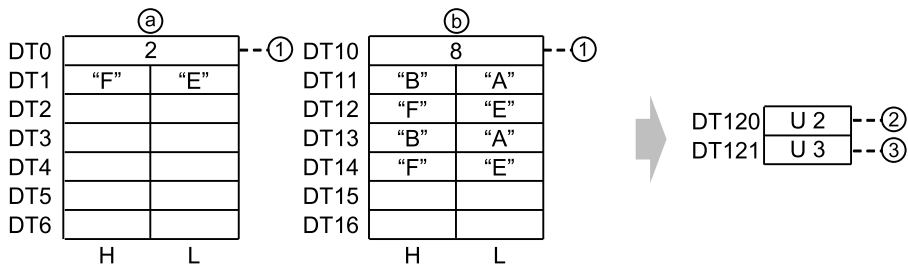 ⓐ ⓑ
DT0 2 ① DT10 8 ①
DT1 “F” “E” DT11 “B” “A”
DT2 DT12 “F” “E” DT120 U 2 ②
DT3 DT13 “B” “A” DT121 U 3 ③
DT4 DT14 “F” “E”
DT5 DT15
DT6 DT16
H L H L